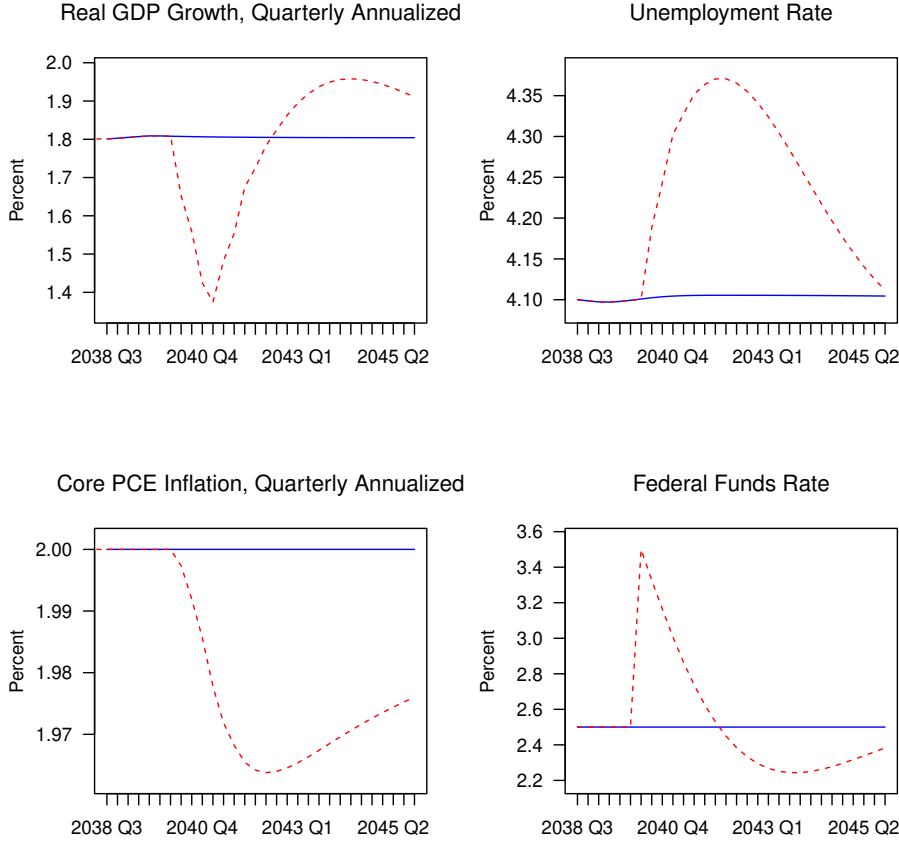 Real GDP Growth, Quarterly Annualized
Percent
2.0
1.9
1.8
1.7
1.6
1.5
1.4
2038 Q3 2040 Q4 2043 Q1 2045 Q2
Unemployment Rate
4.35
4.30
4.25
4.20
4.15
4.10
2038 Q3 2040 Q4 2043 Q1 2045 Q2
Percent
Core PCE Inflation, Quarterly Annualized
Percent
2.00
1.99
1.98
1.97
2038 Q3 2040 Q4 2043 Q1 2045 Q2
Federal Funds Rate
Percent
3.6
3.4
3.2
3.0
2.8
2.6
2.4
2.2
2038 Q3 2040 Q4 2043 Q1 2045 Q2